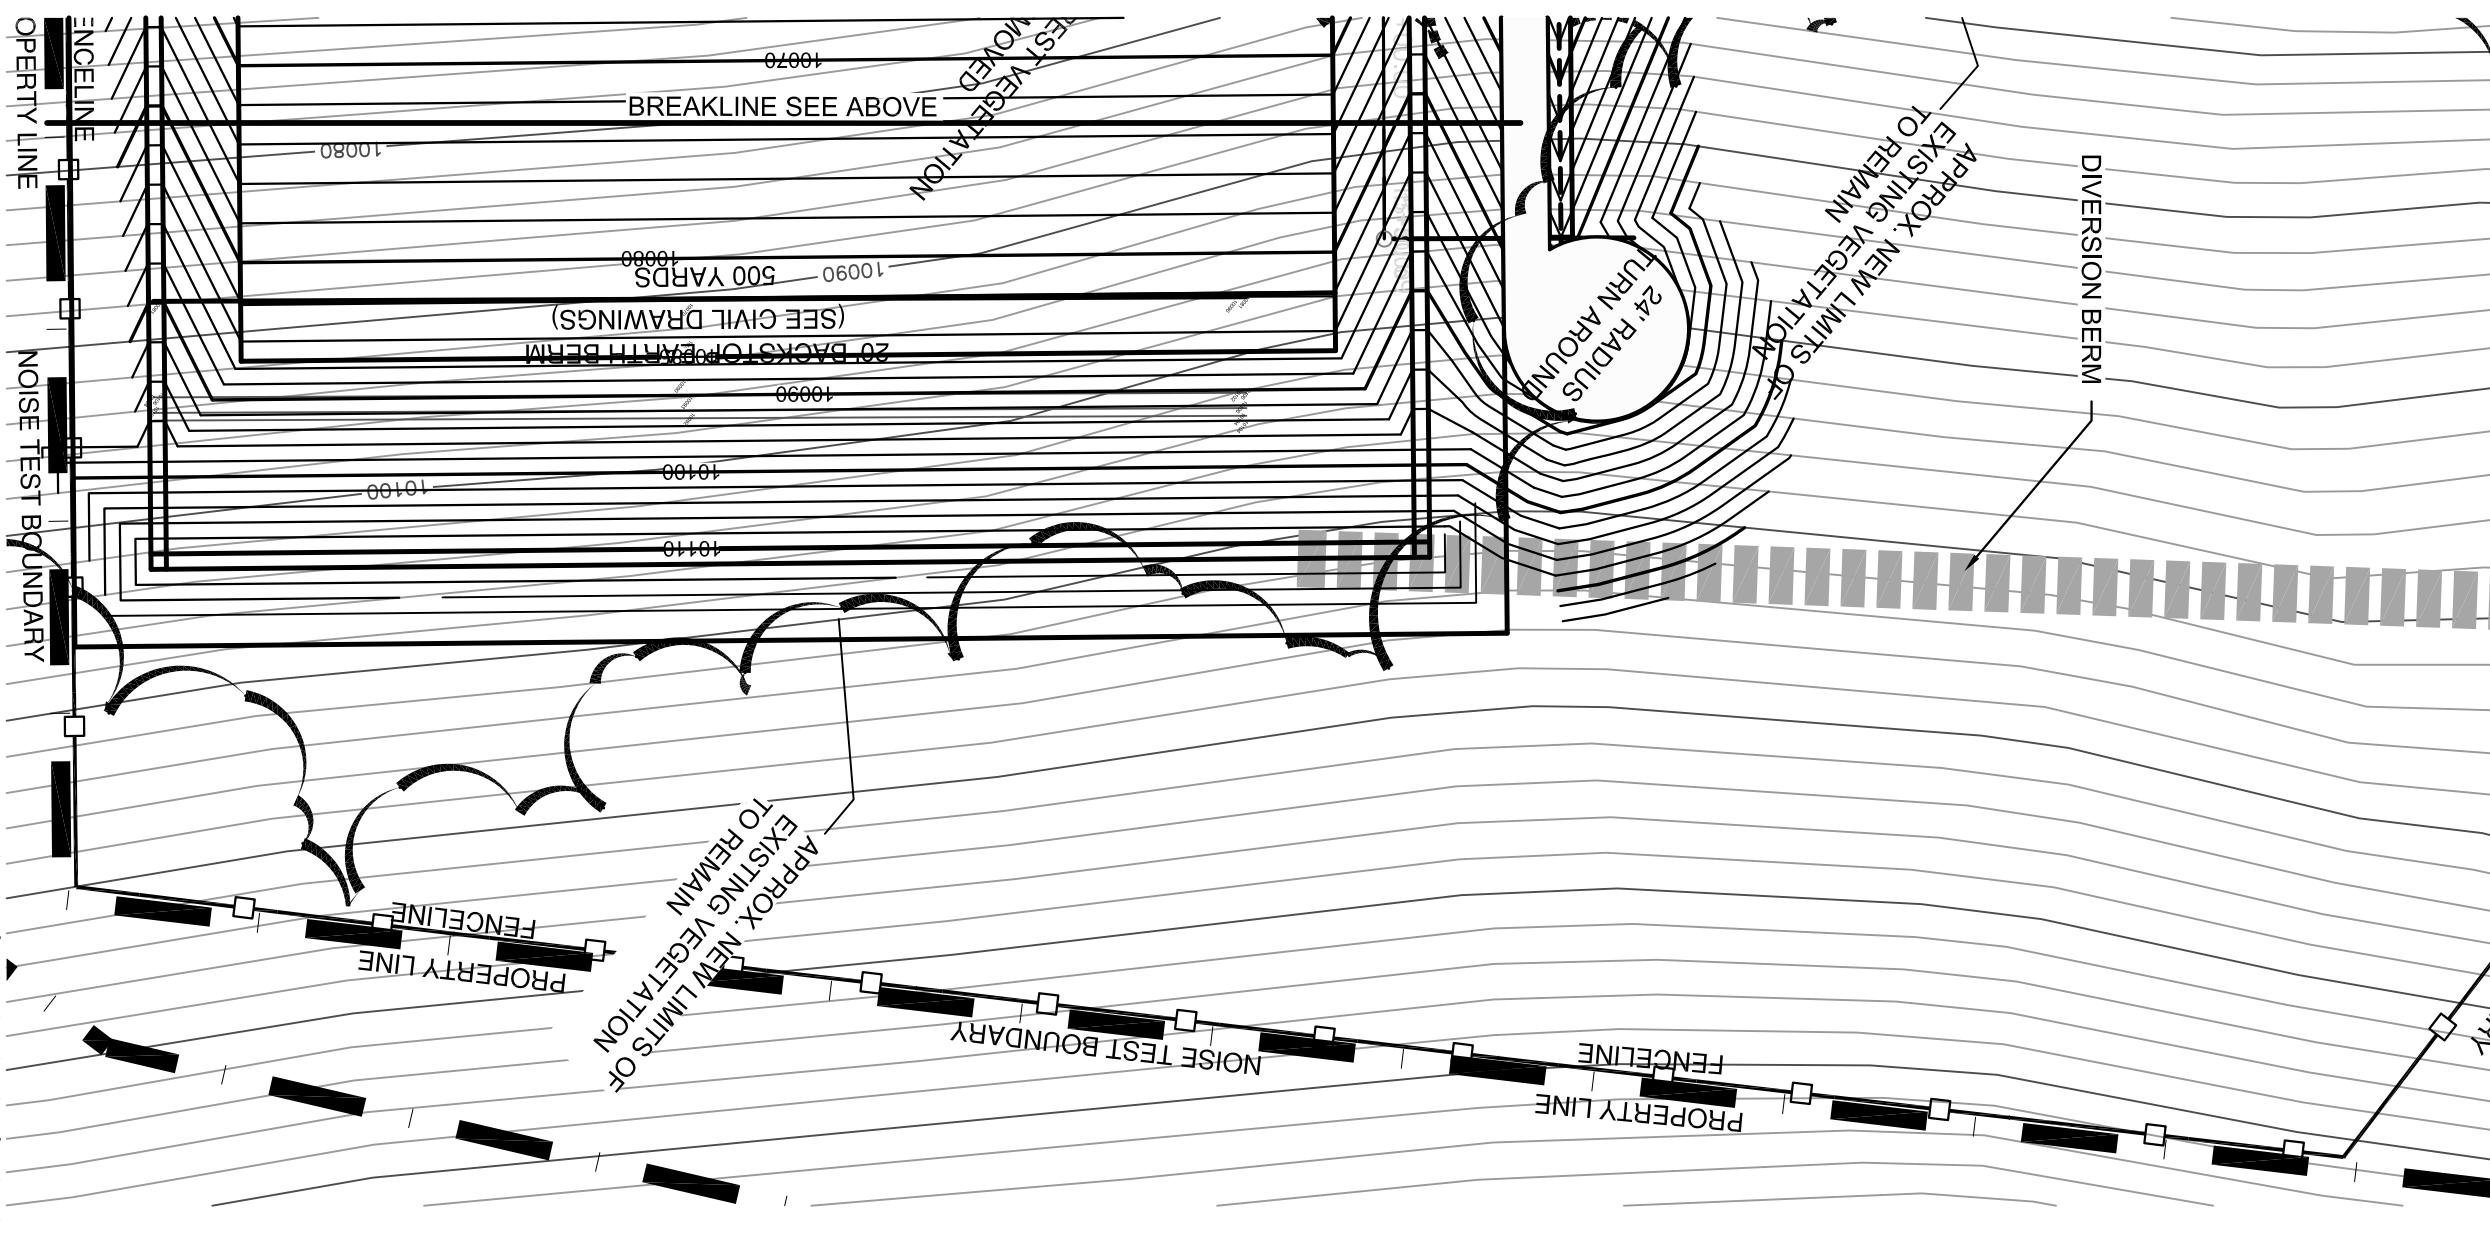 OPERTY LINE
ENCELINE
10070
BREAKLINE SEE ABOVE
EST VEGETATION
MOVED
10080
10080
500 YARDS
10090
(SEE CIVIL DRAWINGS)
20' BACKSTOP EARTH BERM
10090
10100
10100
10110
NOISE TEST BOUNDARY
24' RADIUS
TURN AROUND
APPROX. NEW LIMITS OF
EXISTING VEGETATION
TO REMAIN
DIVERSION BERM
APPROX. NEW LIMITS OF
EXISTING VEGETATION
TO REMAIN
FENCELINE
PROPERTY LINE
NOISE TEST BOUNDARY
FENCELINE
PROPERTY LINE